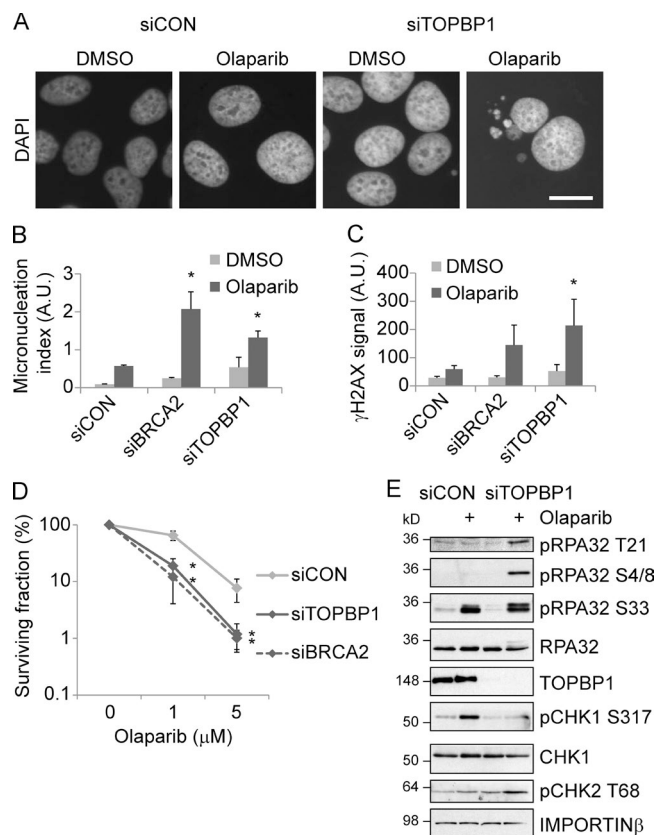 A
siCON
siTOPBP1
DMSO
Olaparib
DMSO
Olaparib
DAPI
B
Micronucleation
index (A.U.)
3
2
1
0
DMSO
Olaparib
*
*
siCON
siBRCA2
siTOPBP1
C
γH2AX signal (A.U.)
400
300
200
100
0
DMSO
Olaparib
*
siCON
siBRCA2
siTOPBP1
D
Surviving fraction (%)
100
10
1
0.1
*
*
*
*
siCON
siTOPBP1
siBRCA2
0
1
5
Olaparib (μM)
E
siCON siTOPBP1
kD
+
+
Olaparib
36
pRPA32 T21
pRPA32 S4/8
36
pRPA32 S33
36
RPA32
148
TOPBP1
50
pCHK1 S317
50
CHK1
64
pCHK2 T68
98
IMPORTINβ